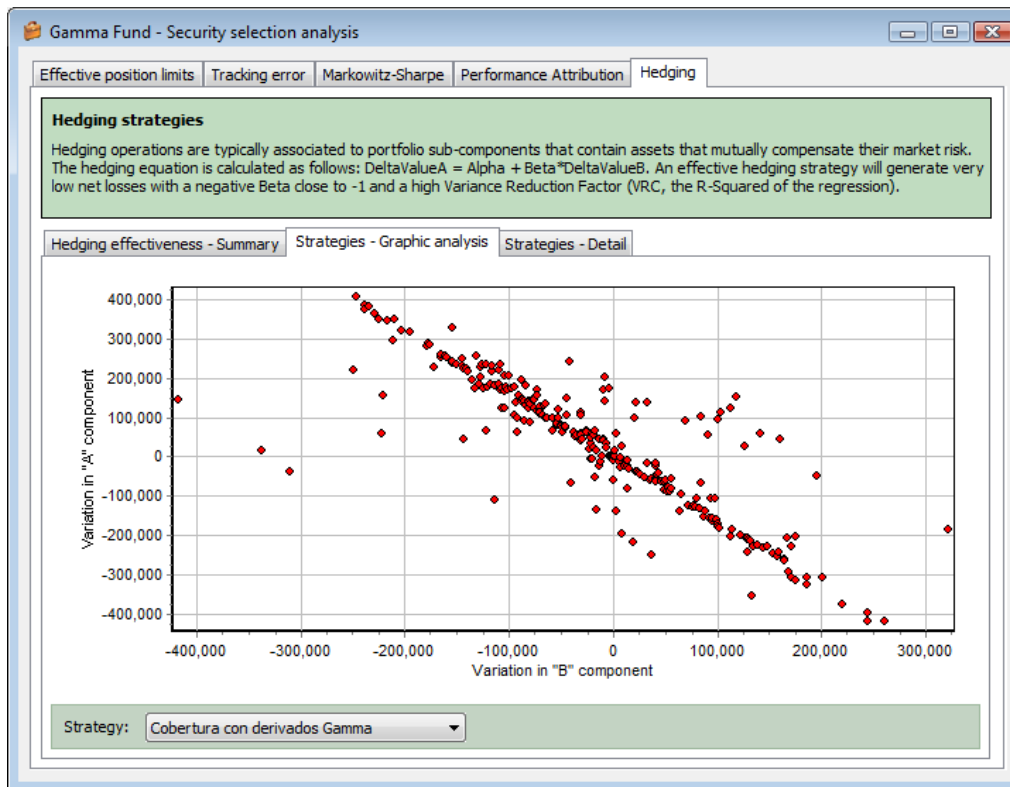 Gamma Fund - Security selection analysis
Effective position limits Tracking error Markowitz-Sharpe Performance Attribution Hedging
Hedging strategies
Hedging operations are typically associated to portfolio sub-components that contain assets that mutually compensate their market risk.
The hedging equation is calculated as follows: DeltaValueA = Alpha + Beta*DeltaValueB. An effective hedging strategy will generate very
low net losses with a negative Beta close to -1 and a high Variance Reduction Factor (VRC, the R-Squared of the regression).
Hedging effectiveness - Summary Strategies - Graphic analysis Strategies - Detail
400,000
300,000
200,000
100,000
0
-100,000
-200,000
-300,000
-400,000
Variation in "A" component
-400,000 -300,000 -200,000 -100,000 0 100,000 200,000 300,000
Variation in "B" component
Strategy: Cobertura con derivados Gamma